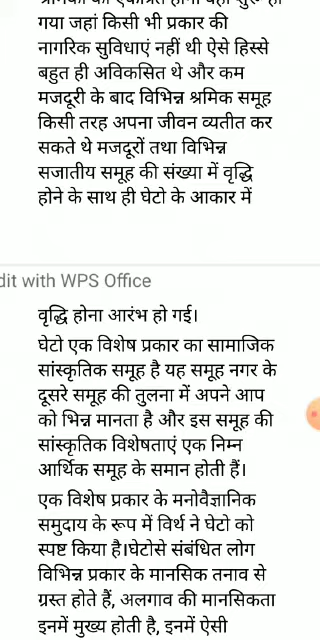 गया जहां किसी भी प्रकार की
नागरिक सुविधाएं नहीं थी ऐसे हिस्से
बहुत ही अविकसित थे और कम
मजदूरी के बाद विभिन्न श्रमिक समूह
किसी तरह अपना जीवन व्यतीत कर
सकते थे मजदूरों तथा विभिन्न
सजातीय समूह की संख्या में वृद्धि
होने के साथ ही घेटो के आकार में
dit with WPS Office
वृद्धि होना आरंभ हो गई।
घेटो एक विशेष प्रकार का सामाजिक
सांस्कृतिक समूह है यह समूह नगर के
दूसरे समूह की तुलना में अपने आप
को भिन्न मानता है और इस समूह की
सांस्कृतिक विशेषताएं एक निम्न
आर्थिक समूह के समान होती हैं।
एक विशेष प्रकार के मनोवैज्ञानिक
समुदाय के रूप में विर्थ ने घेटो को
स्पष्ट किया है।घेटोसे संबंधित लोग
विभिन्न प्रकार के मानसिक तनाव से
ग्रस्त होते हैं, अलगाव की मानसिकता
इनमें मुख्य होती है, इनमें ऐसी